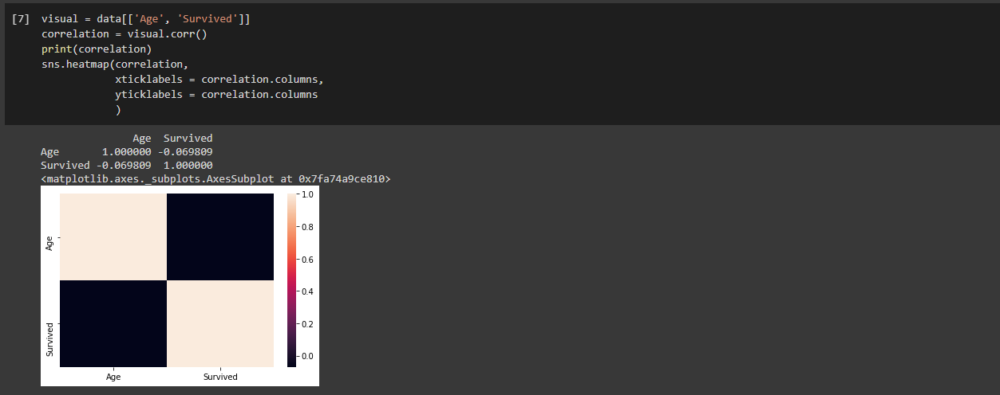 [7] visual = data[['Age', 'Survived']]
correlation = visual.corr()
print(correlation)
sns.heatmap(correlation,
            xticklabels = correlation.columns,
            yticklabels = correlation.columns
            )
               Age  Survived
Age       1.000000 -0.069809
Survived -0.069809  1.000000
<matplotlib.axes._subplots.AxesSubplot at 0x7fa74a9ce810>
1.0
0.8
Age
0.6
0.4
0.2
Survived
0.0
Age Survived